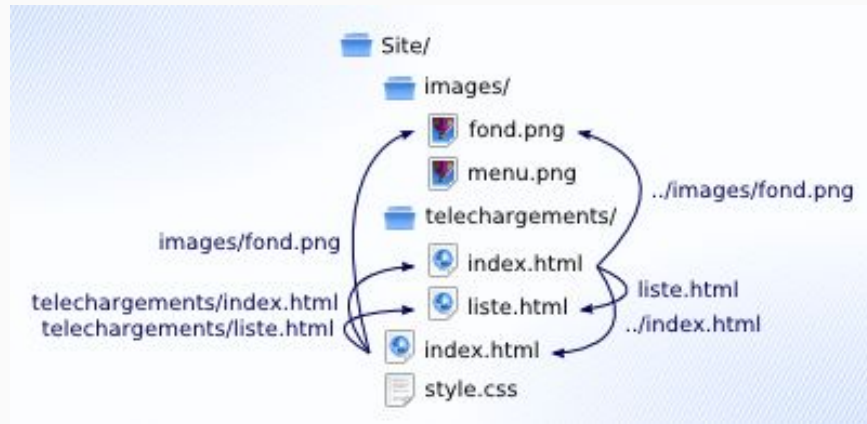 Site/
images/
fond.png
menu.png
../images/fond.png
telechargements/
images/fond.png
index.html
liste.html
telechargements/index.html
liste.html
telechargements/liste.html
../index.html
index.html
style.css